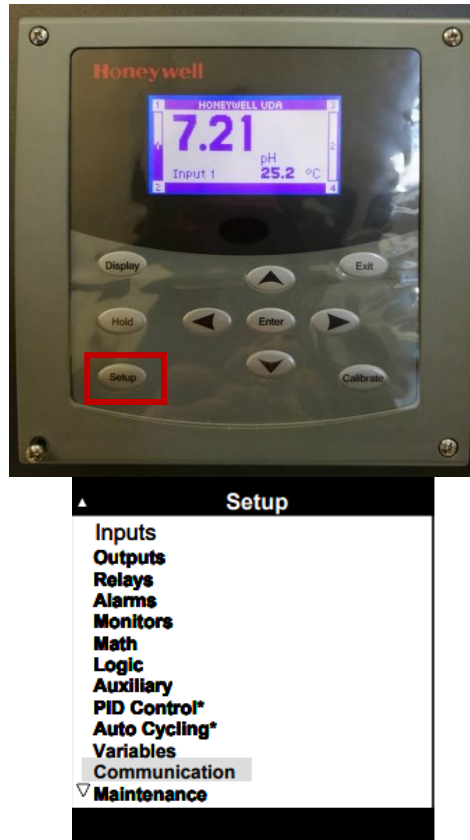 Honeywell
1 HONEYWELL UDA 3
7.21
2
pH
Input 1 25.2 °C
2 4
Display
Exit
Hold
Enter
Setup
Calibrate
Setup
Inputs
Outputs
Relays
Alarms
Monitors
Math
Logic
Auxiliary
PID Control*
Auto Cycling*
Variables
Communication
Maintenance